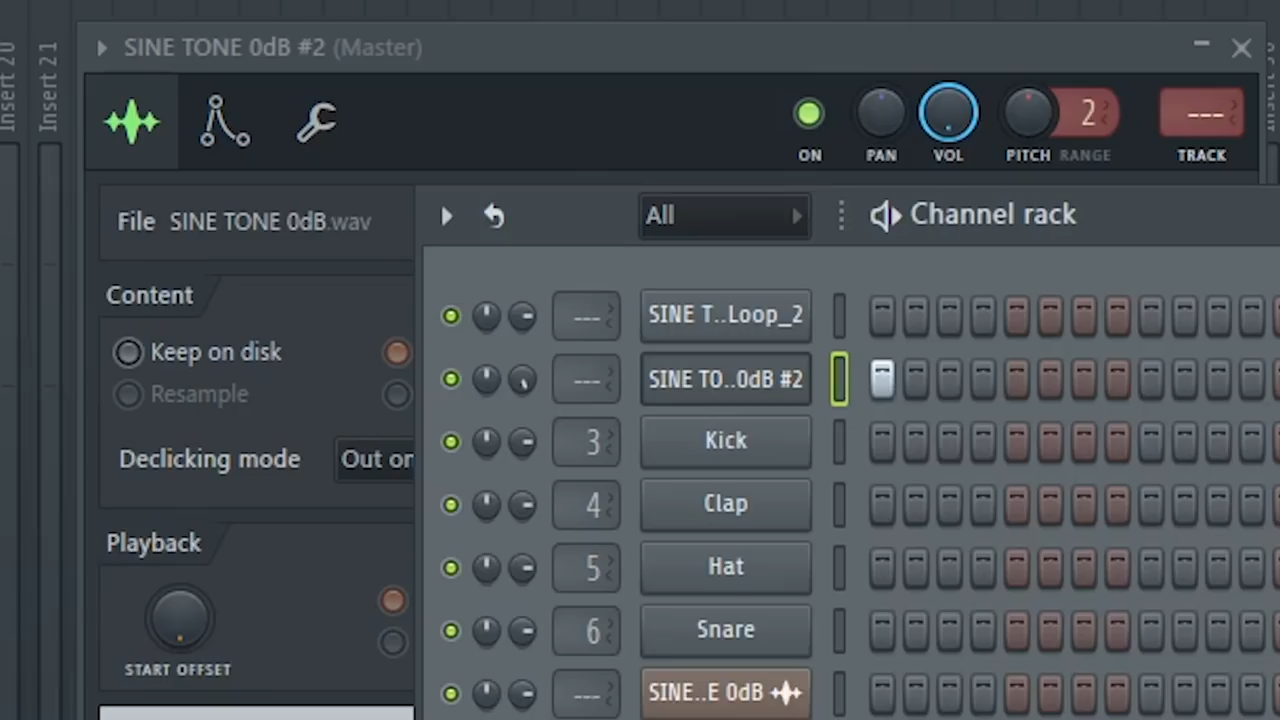 Insert 20
Insert 21
SINE TONE 0dB #2 (Master)
ON
PAN
VOL
PITCH
2
RANGE
---
TRACK
File SINE TONE 0dB.wav
All
Channel rack
Content
Keep on disk
Resample
Declicking mode
Out on
Playback
START OFFSET
--- SINE T..Loop_2
--- SINE TO..0dB #2
3 Kick
4 Clap
5 Hat
6 Snare
--- SINE..E 0dB